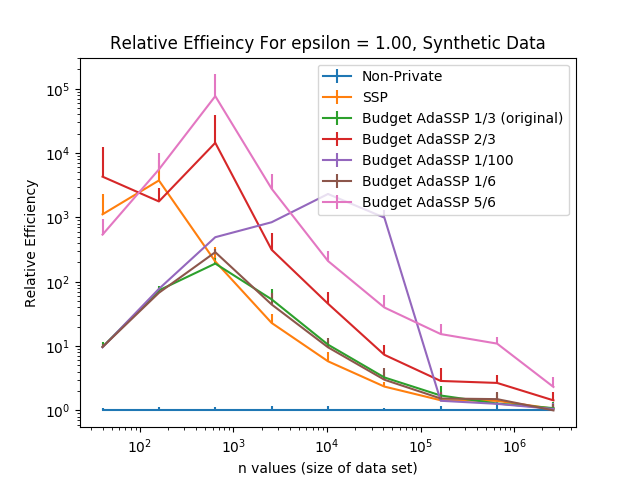 Relative Effieincy For epsilon = 1.00, Synthetic Data
Relative Efficiency
10^5
10^4
10^3
10^2
10^1
10^0
Non-Private
SSP
Budget AdaSSP 1/3 (original)
Budget AdaSSP 2/3
Budget AdaSSP 1/100
Budget AdaSSP 1/6
Budget AdaSSP 5/6
10^2 10^3 10^4 10^5 10^6
n values (size of data set)